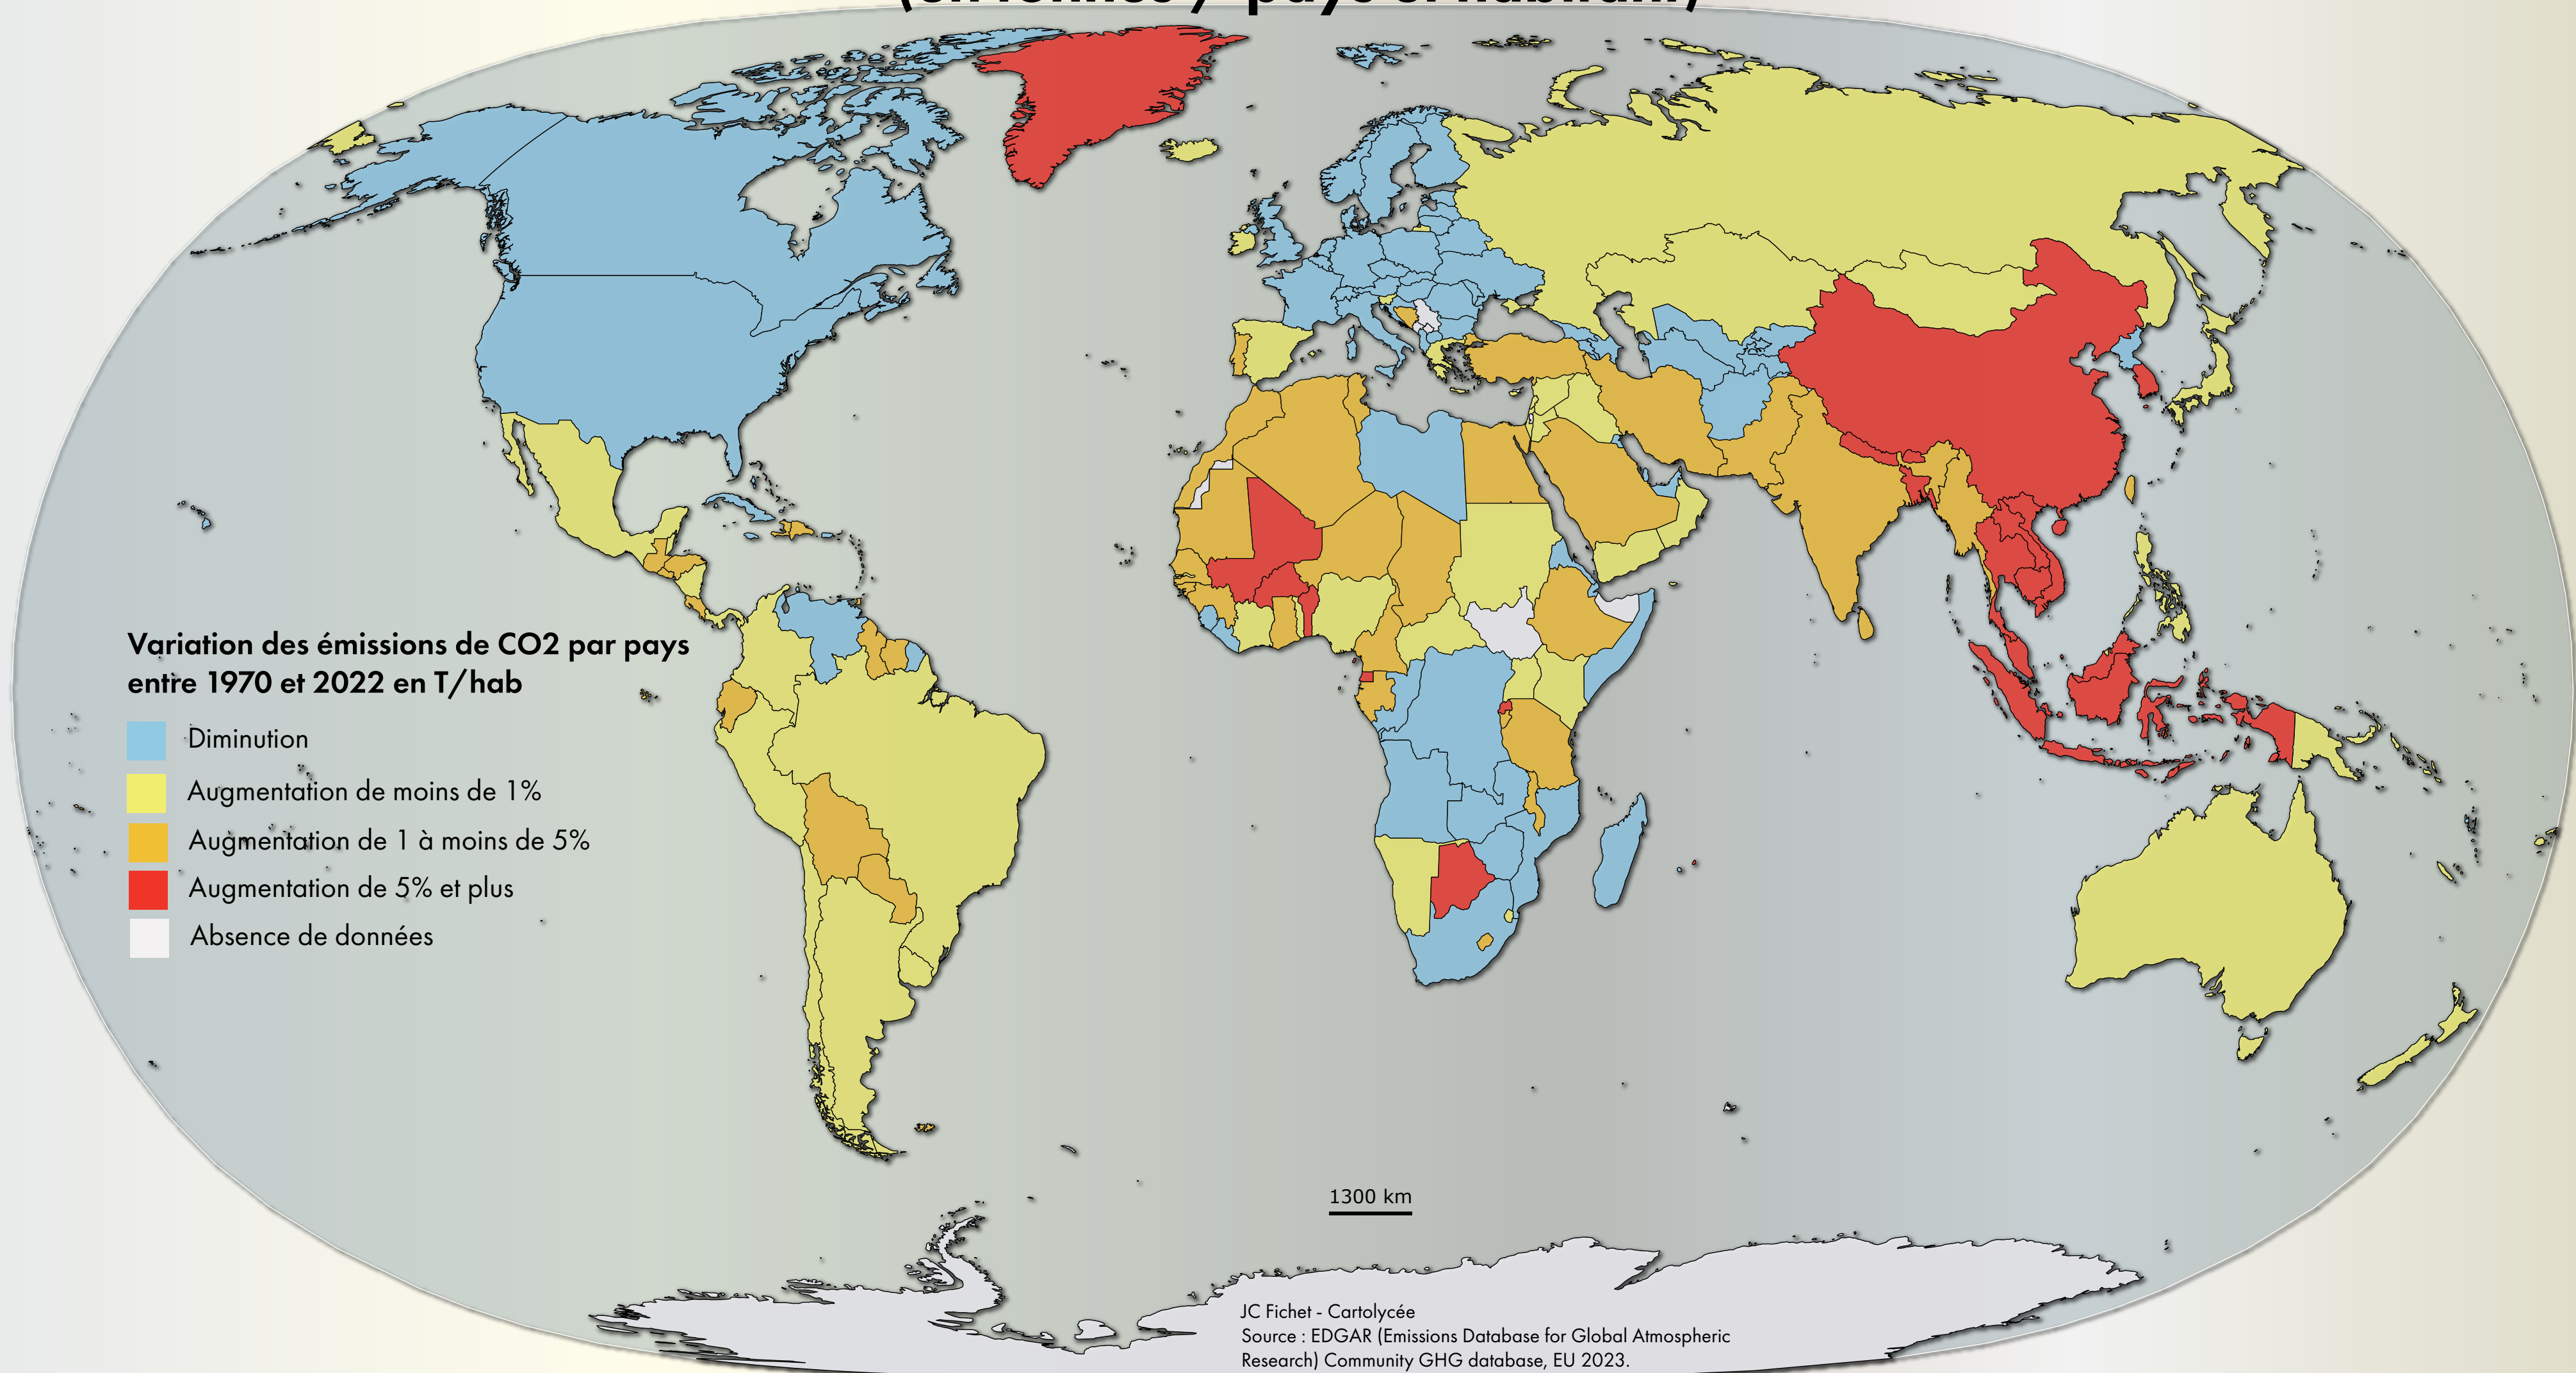 Variation des émissions de CO2 par pays
entre 1970 et 2022 en T/hab
Diminution
Augmentation de moins de 1%
Augmentation de 1 à moins de 5%
Augmentation de 5% et plus
Absence de données
1300 km
JC Fichet - Cartolycée
Source : EDGAR (Emissions Database for Global Atmospheric
Research) Community GHG database, EU 2023.